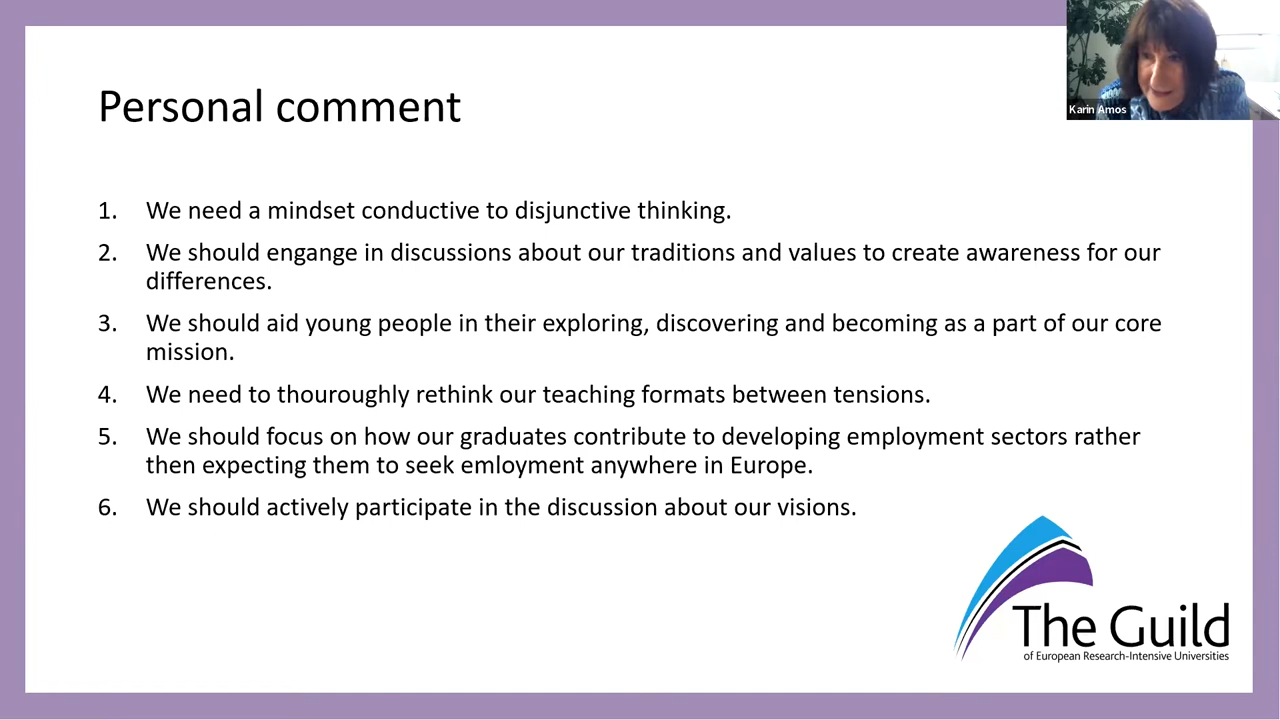 Karin Amos
Personal comment
1. We need a mindset conductive to disjunctive thinking.
2. We should engange in discussions about our traditions and values to create awareness for our
differences.
3. We should aid young people in their exploring, discovering and becoming as a part of our core
mission.
4. We need to thouroughly rethink our teaching formats between tensions.
5. We should focus on how our graduates contribute to developing employment sectors rather
then expecting them to seek emloyment anywhere in Europe.
6. We should actively participate in the discussion about our visions.
The Guild
of European Research-Intensive Universities